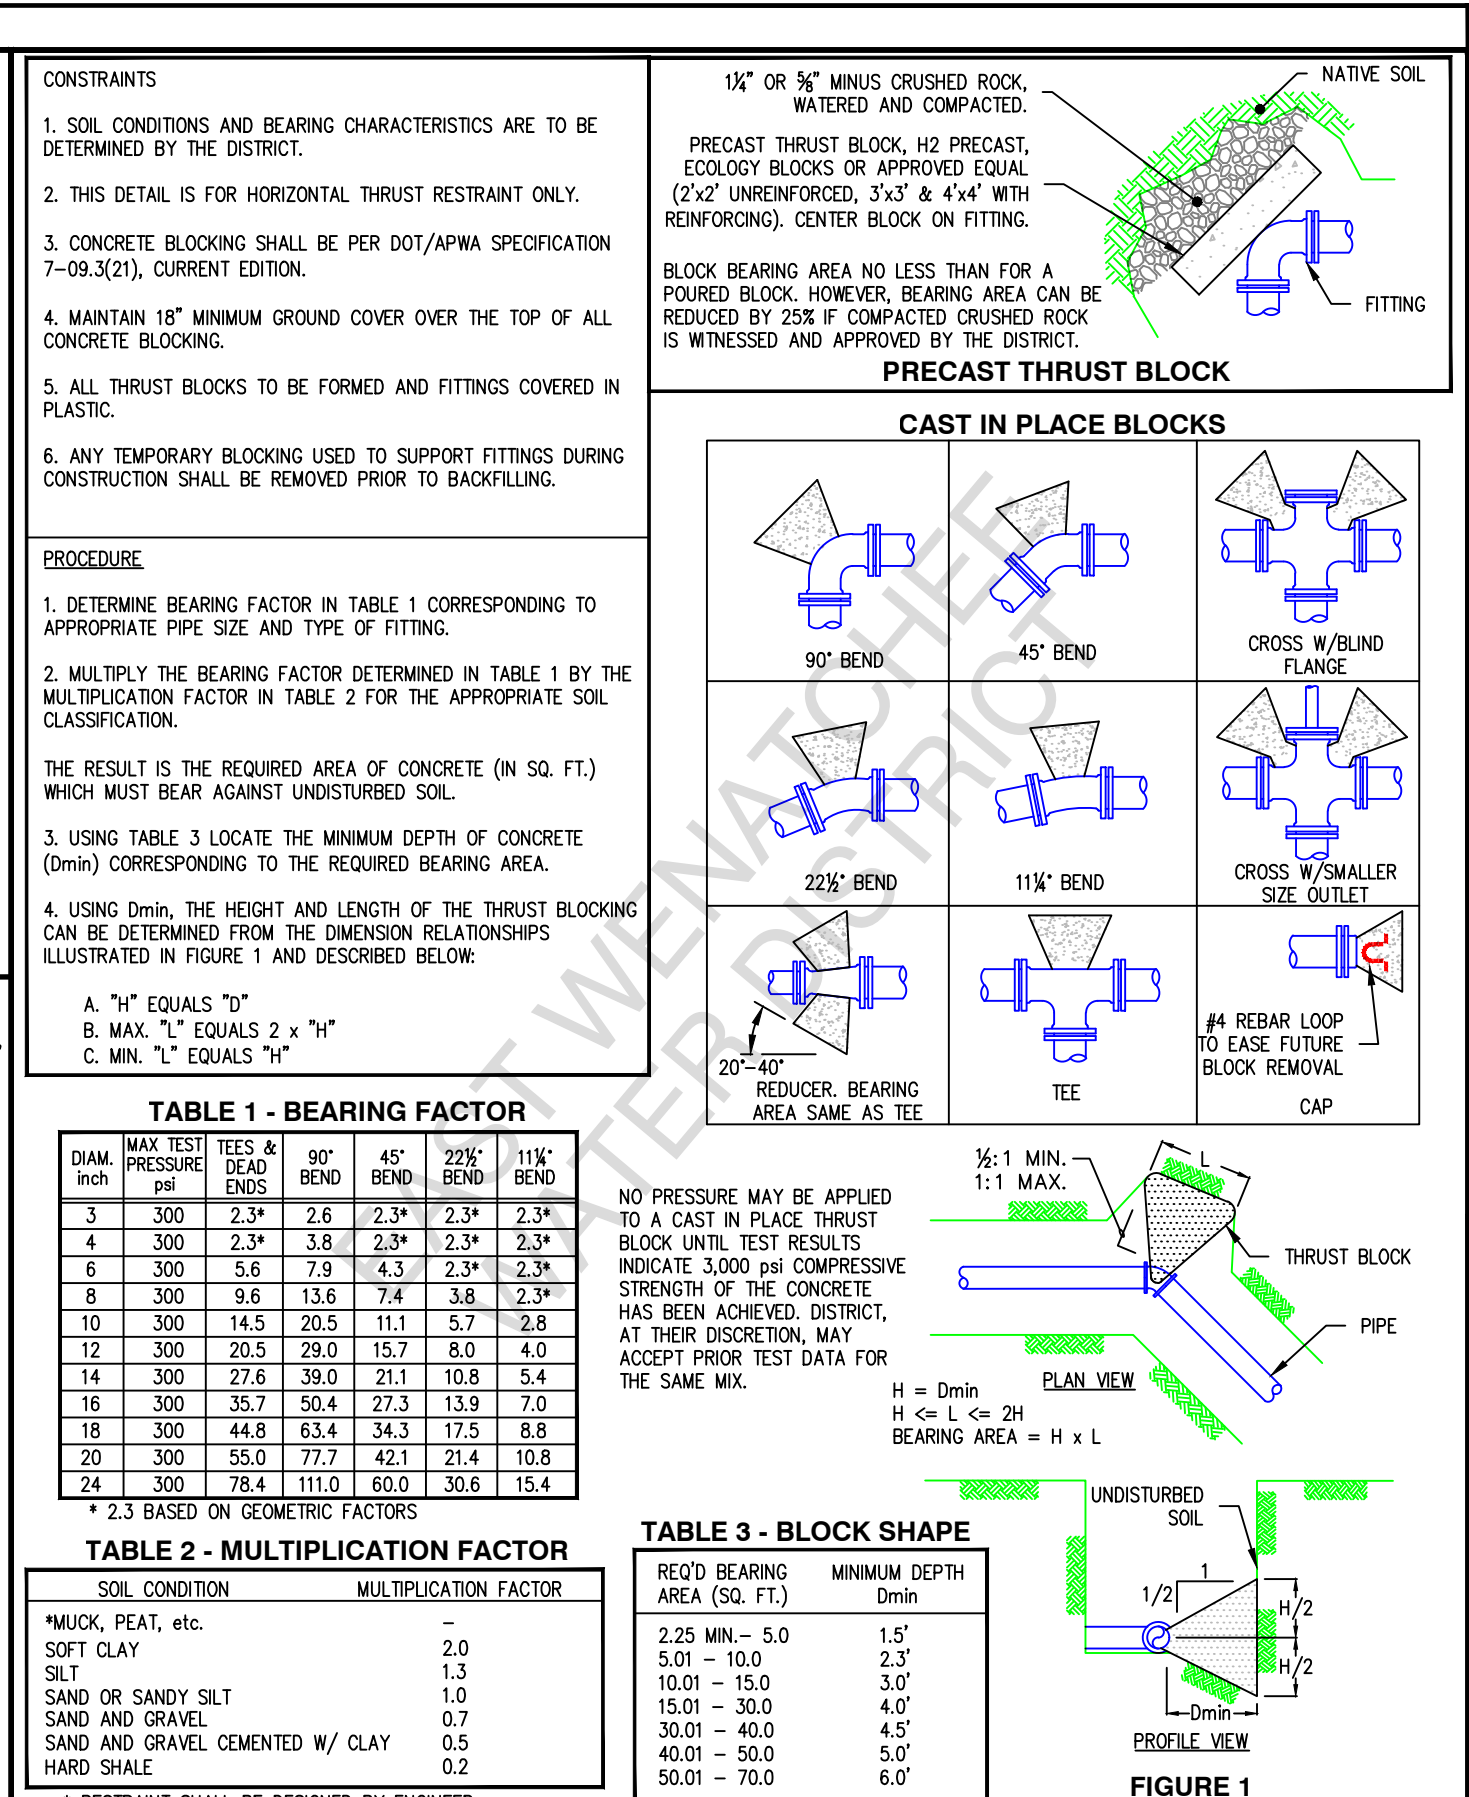 CONSTRAINTS
1. SOIL CONDITIONS AND BEARING CHARACTERISTICS ARE TO BE
DETERMINED BY THE DISTRICT.
2. THIS DETAIL IS FOR HORIZONTAL THRUST RESTRAINT ONLY.
3. CONCRETE BLOCKING SHALL BE PER DOT/APWA SPECIFICATION
7-09.3(21), CURRENT EDITION.
4. MAINTAIN 18" MINIMUM GROUND COVER OVER THE TOP OF ALL
CONCRETE BLOCKING.
5. ALL THRUST BLOCKS TO BE FORMED AND FITTINGS COVERED IN
PLASTIC.
6. ANY TEMPORARY BLOCKING USED TO SUPPORT FITTINGS DURING
CONSTRUCTION SHALL BE REMOVED PRIOR TO BACKFILLING.
PROCEDURE
1. DETERMINE BEARING FACTOR IN TABLE 1 CORRESPONDING TO
APPROPRIATE PIPE SIZE AND TYPE OF FITTING.
2. MULTIPLY THE BEARING FACTOR DETERMINED IN TABLE 1 BY THE
MULTIPLICATION FACTOR IN TABLE 2 FOR THE APPROPRIATE SOIL
CLASSIFICATION.
THE RESULT IS THE REQUIRED AREA OF CONCRETE (IN SQ. FT.)
WHICH MUST BEAR AGAINST UNDISTURBED SOIL.
3. USING TABLE 3 LOCATE THE MINIMUM DEPTH OF CONCRETE
(Dmin) CORRESPONDING TO THE REQUIRED BEARING AREA.
4. USING Dmin, THE HEIGHT AND LENGTH OF THE THRUST BLOCKING
CAN BE DETERMINED FROM THE DIMENSION RELATIONSHIPS
ILLUSTRATED IN FIGURE 1 AND DESCRIBED BELOW:
A. "H" EQUALS "D"
B. MAX. "L" EQUALS 2 x "H"
C. MIN. "L" EQUALS "H"
1¼" OR ⅝" MINUS CRUSHED ROCK,
WATERED AND COMPACTED.
PRECAST THRUST BLOCK, H2 PRECAST,
ECOLOGY BLOCKS OR APPROVED EQUAL
(2'x2' UNREINFORCED, 3'x3' & 4'x4' WITH
REINFORCING). CENTER BLOCK ON FITTING.
BLOCK BEARING AREA NO LESS THAN FOR A
POURED BLOCK. HOWEVER, BEARING AREA CAN BE
REDUCED BY 25% IF COMPACTED CRUSHED ROCK
IS WITNESSED AND APPROVED BY THE DISTRICT.
NATIVE SOIL
FITTING
PRECAST THRUST BLOCK
CAST IN PLACE BLOCKS
90° BEND
45° BEND
CROSS W/BLIND
FLANGE
22½° BEND
11¼° BEND
CROSS W/SMALLER
SIZE OUTLET
20°-40°
REDUCER. BEARING
AREA SAME AS TEE
TEE
#4 REBAR LOOP
TO EASE FUTURE
BLOCK REMOVAL
CAP
EAST WENATCHEE
WATER DISTRICT
TABLE 1 - BEARING FACTOR
DIAM. inch | MAX TEST PRESSURE psi | TEES & DEAD ENDS | 90° BEND | 45° BEND | 22½° BEND | 11¼° BEND
3 300 2.3* 2.6 2.3* 2.3* 2.3*
4 300 2.3* 3.8 2.3* 2.3* 2.3*
6 300 5.6 7.9 4.3 2.3* 2.3*
8 300 9.6 13.6 7.4 3.8 2.3*
10 300 14.5 20.5 11.1 5.7 2.8
12 300 20.5 29.0 15.7 8.0 4.0
14 300 27.6 39.0 21.1 10.8 5.4
16 300 35.7 50.4 27.3 13.9 7.0
18 300 44.8 63.4 34.3 17.5 8.8
20 300 55.0 77.7 42.1 21.4 10.8
24 300 78.4 111.0 60.0 30.6 15.4
* 2.3 BASED ON GEOMETRIC FACTORS
NO PRESSURE MAY BE APPLIED
TO A CAST IN PLACE THRUST
BLOCK UNTIL TEST RESULTS
INDICATE 3,000 psi COMPRESSIVE
STRENGTH OF THE CONCRETE
HAS BEEN ACHIEVED. DISTRICT,
AT THEIR DISCRETION, MAY
ACCEPT PRIOR TEST DATA FOR
THE SAME MIX.
½:1 MIN.
1:1 MAX.
L
THRUST BLOCK
PIPE
PLAN VIEW
H = Dmin
H <= L <= 2H
BEARING AREA = H x L
TABLE 2 - MULTIPLICATION FACTOR
SOIL CONDITION MULTIPLICATION FACTOR
*MUCK, PEAT, etc. -
SOFT CLAY 2.0
SILT 1.3
SAND OR SANDY SILT 1.0
SAND AND GRAVEL 0.7
SAND AND GRAVEL CEMENTED W/ CLAY 0.5
HARD SHALE 0.2
TABLE 3 - BLOCK SHAPE
REQ'D BEARING MINIMUM DEPTH
AREA (SQ. FT.) Dmin
2.25 MIN.- 5.0 1.5'
5.01 - 10.0 2.3'
10.01 - 15.0 3.0'
15.01 - 30.0 4.0'
30.01 - 40.0 4.5'
40.01 - 50.0 5.0'
50.01 - 70.0 6.0'
UNDISTURBED
SOIL
1
1/2
H/2
H/2
Dmin
PROFILE VIEW
FIGURE 1